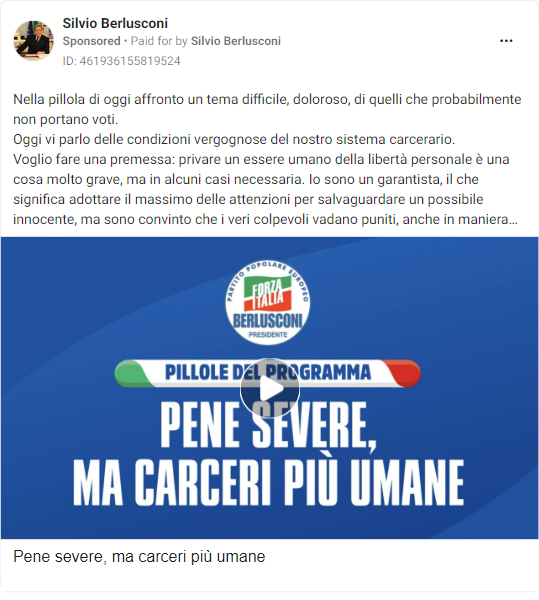 Silvio Berlusconi
Sponsored • Paid for by Silvio Berlusconi
ID: 461936155819524
Nella pillola di oggi affronto un tema difficile, doloroso, di quelli che probabilmente
non portano voti.
Oggi vi parlo delle condizioni vergognose del nostro sistema carcerario.
Voglio fare una premessa: privare un essere umano della libertà personale è una
cosa molto grave, ma in alcuni casi necessaria. Io sono un garantista, il che
significa adottare il massimo delle attenzioni per salvaguardare un possibile
innocente, ma sono convinto che i veri colpevoli vadano puniti, anche in maniera...
PARTITO POPOLARE EUROPEO
FORZA
ITALIA
BERLUSCONI
PRESIDENTE
PILLOLE DEL PROGRAMMA
PENE SEVERE,
MA CARCERI PIÙ UMANE
Pene severe, ma carceri più umane